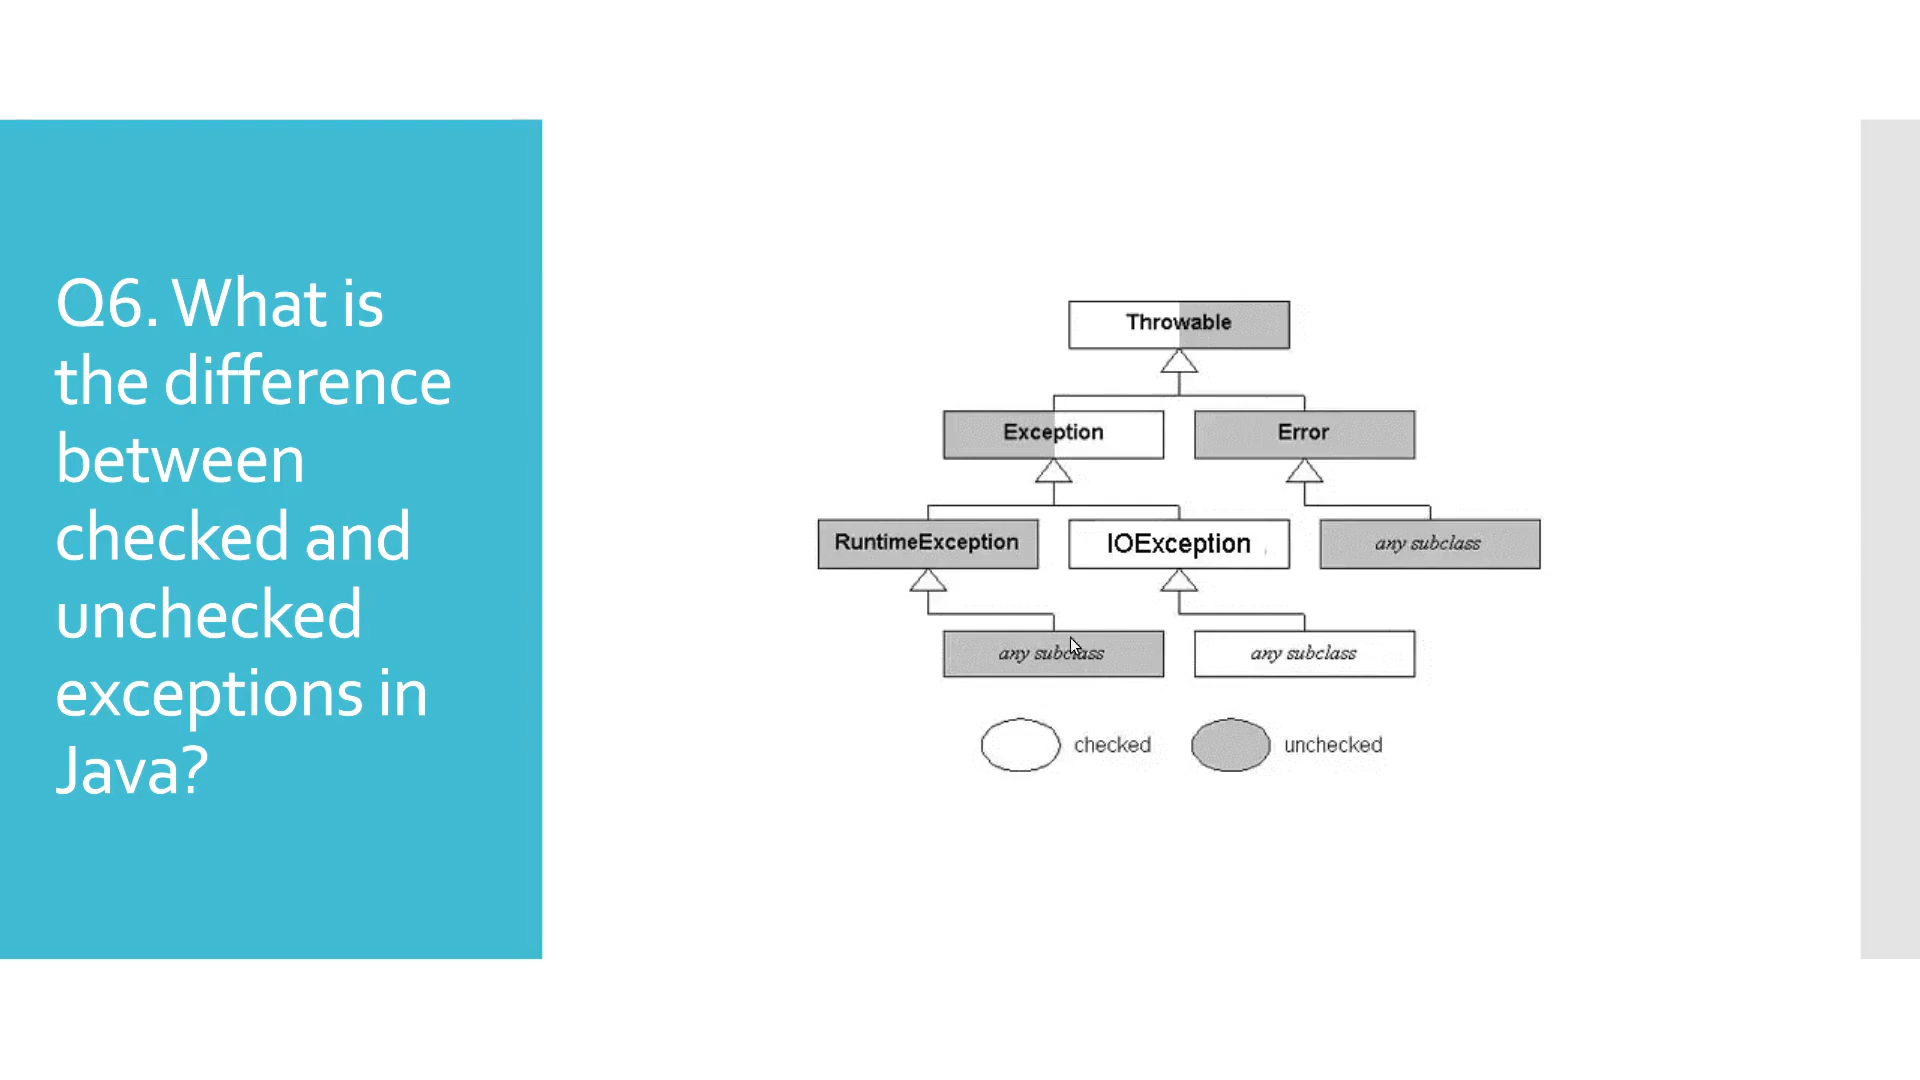 Q6. What is
the difference
between
checked and
unchecked
exceptions in
Java?
Throwable
Exception
Error
RuntimeException
IOException
any subclass
any subclass
any subclass
checked
unchecked